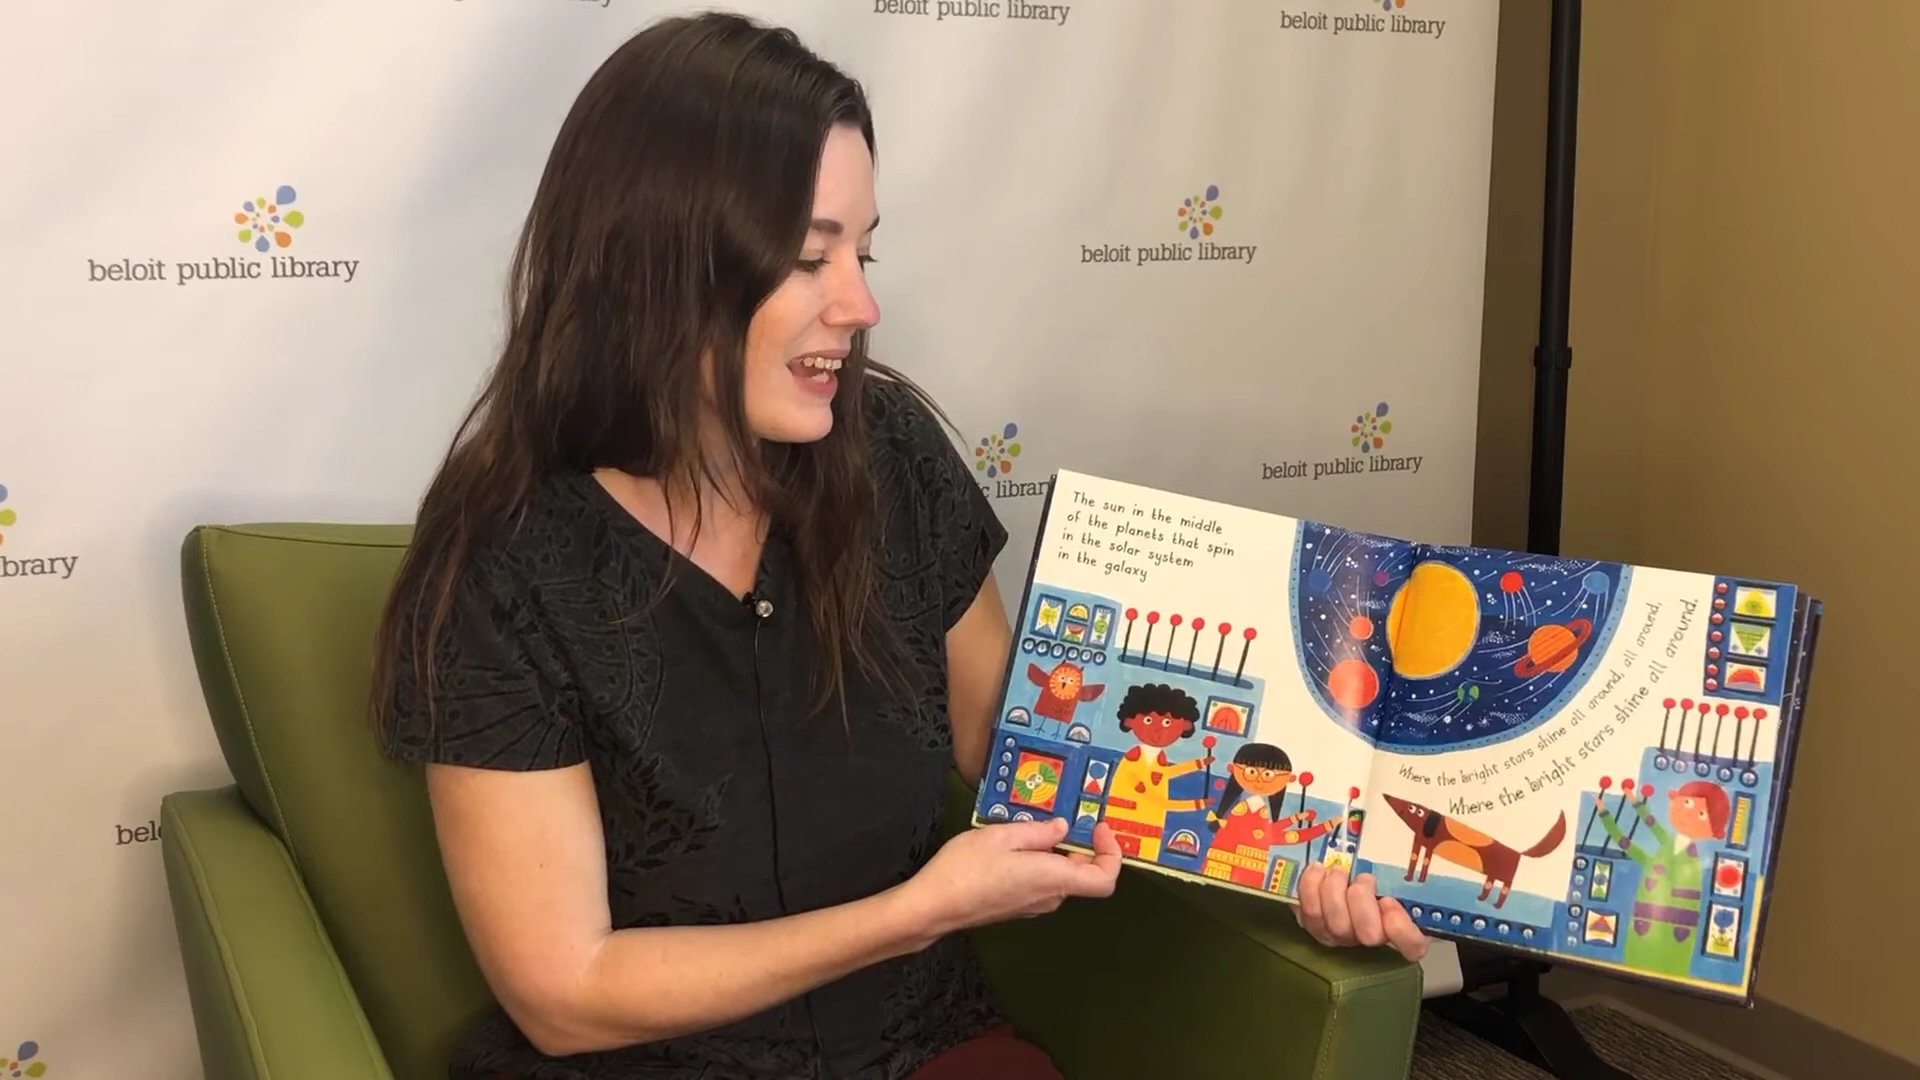 beloit public library
beloit public library
beloit public library
beloit public library
beloit public library
c library
brary
belo
The sun in the middle
of the planets that spin
in the solar system
in the galaxy
Where the bright stars shine all around, all around,
Where the bright stars shine all around.